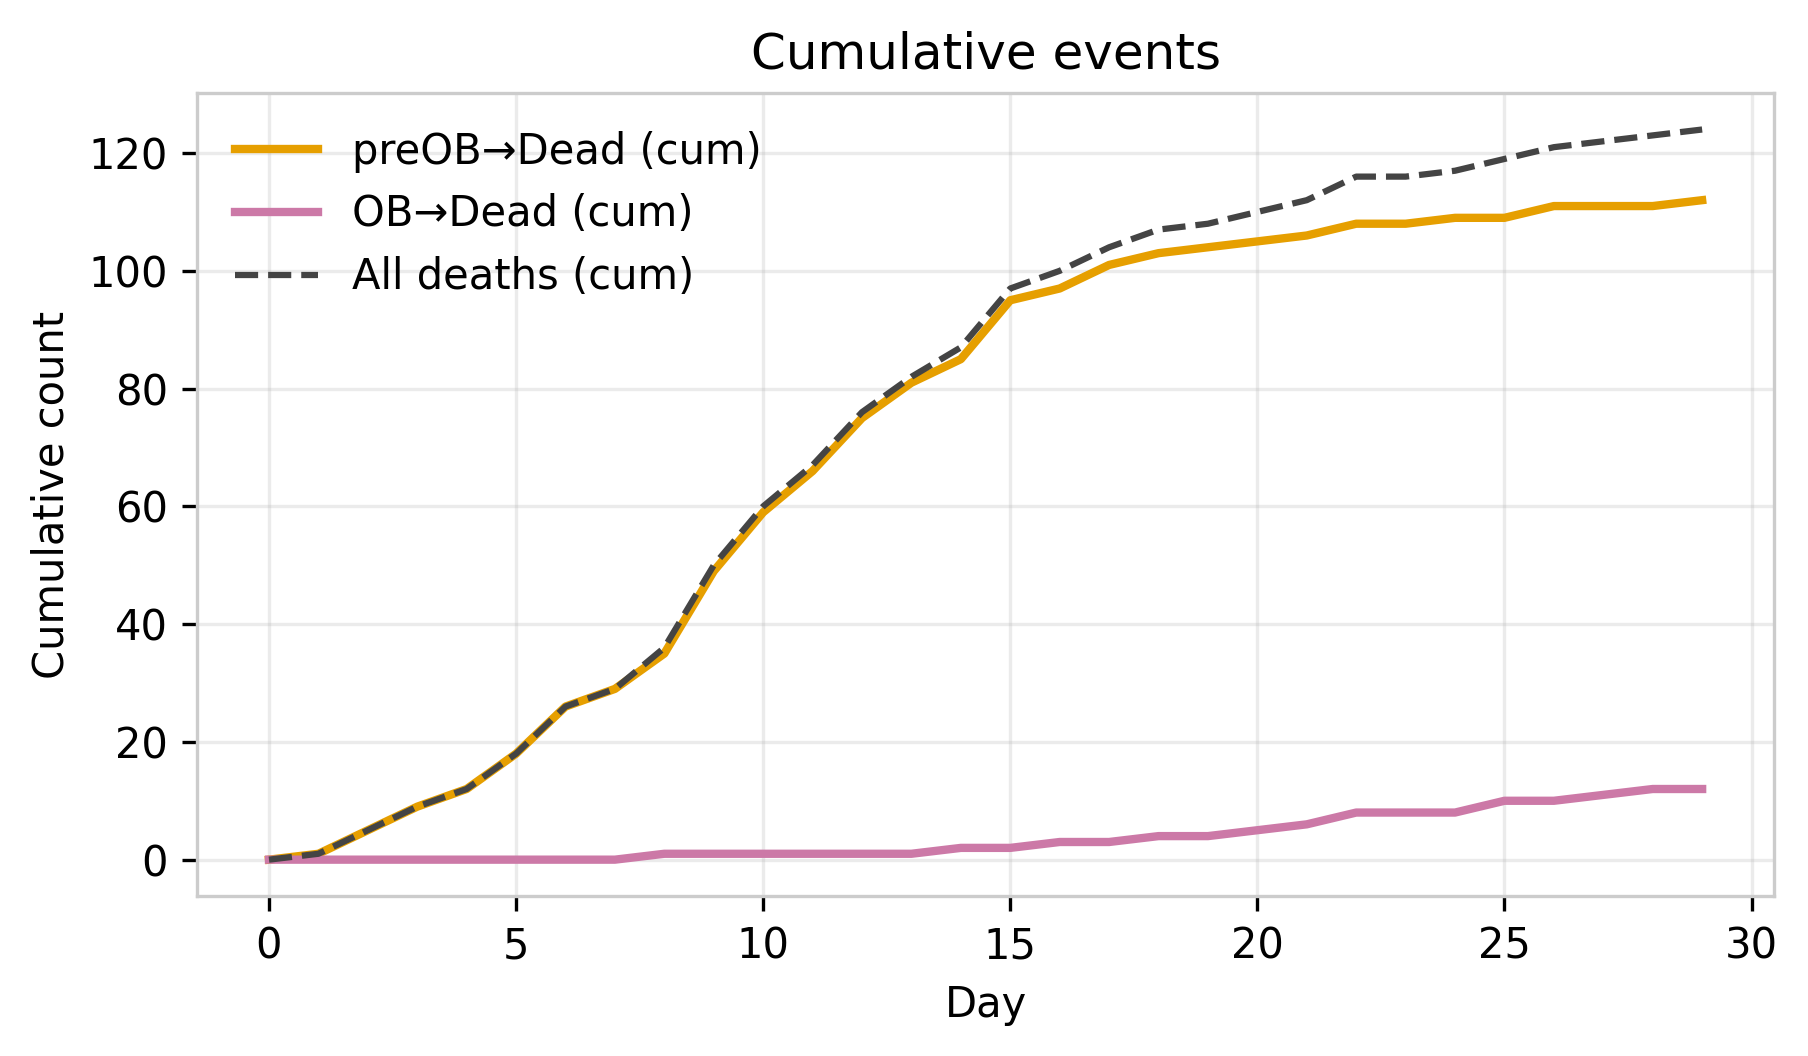 Cumulative events
preOB→Dead (cum)
OB→Dead (cum)
All deaths (cum)
Cumulative count
120
100
80
60
40
20
0
0 5 10 15 20 25 30
Day